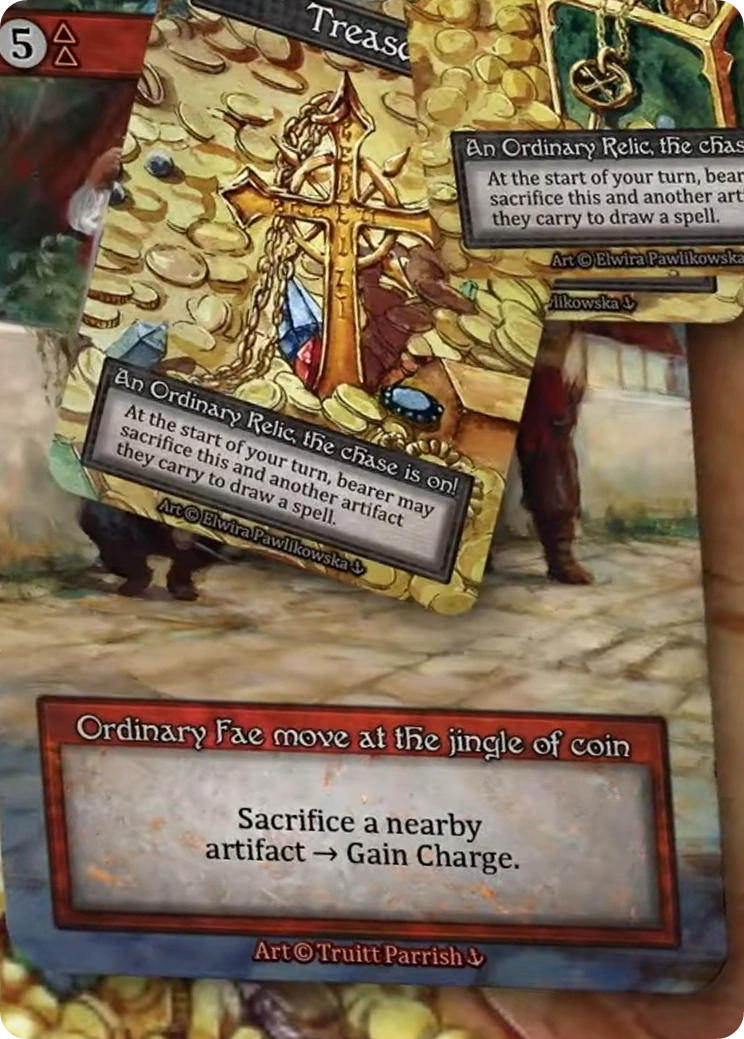 5
Treas
An Ordinary Relic, the chas
At the start of your turn, bear
sacrifice this and another art
they carry to draw a spell.
Art © Elwira Pawlikowska
likowska
An Ordinary Relic, the chase is on!
At the start of your turn, bearer may
sacrifice this and another artifact
they carry to draw a spell.
Art © Elwira Pawlikowska
Ordinary Fae move at the jingle of coin
Sacrifice a nearby
artifact → Gain Charge.
Art © Truitt Parrish